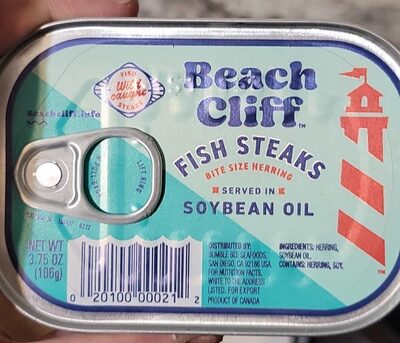 Beach
Cliff™
FISH
Wild
caught
STEAKS
Beachcliff.info
FISH STEAKS
BITE SIZE HERRING
SERVED IN
SOYBEAN OIL
LIFT RING
NET WT
3.75 OZ
(106g)
0 20100 00021 2
DISTRIBUTED BY:
BUMBLE BEE SEAFOODS,
SAN DIEGO, CA 92186 USA
FOR NUTRITION FACTS,
WRITE TO THE ADDRESS
LISTED, FOR EXPORT
PRODUCT OF CANADA
INGREDIENTS: HERRING,
SOYBEAN OIL.
CONTAINS: HERRING, SOY.
TM